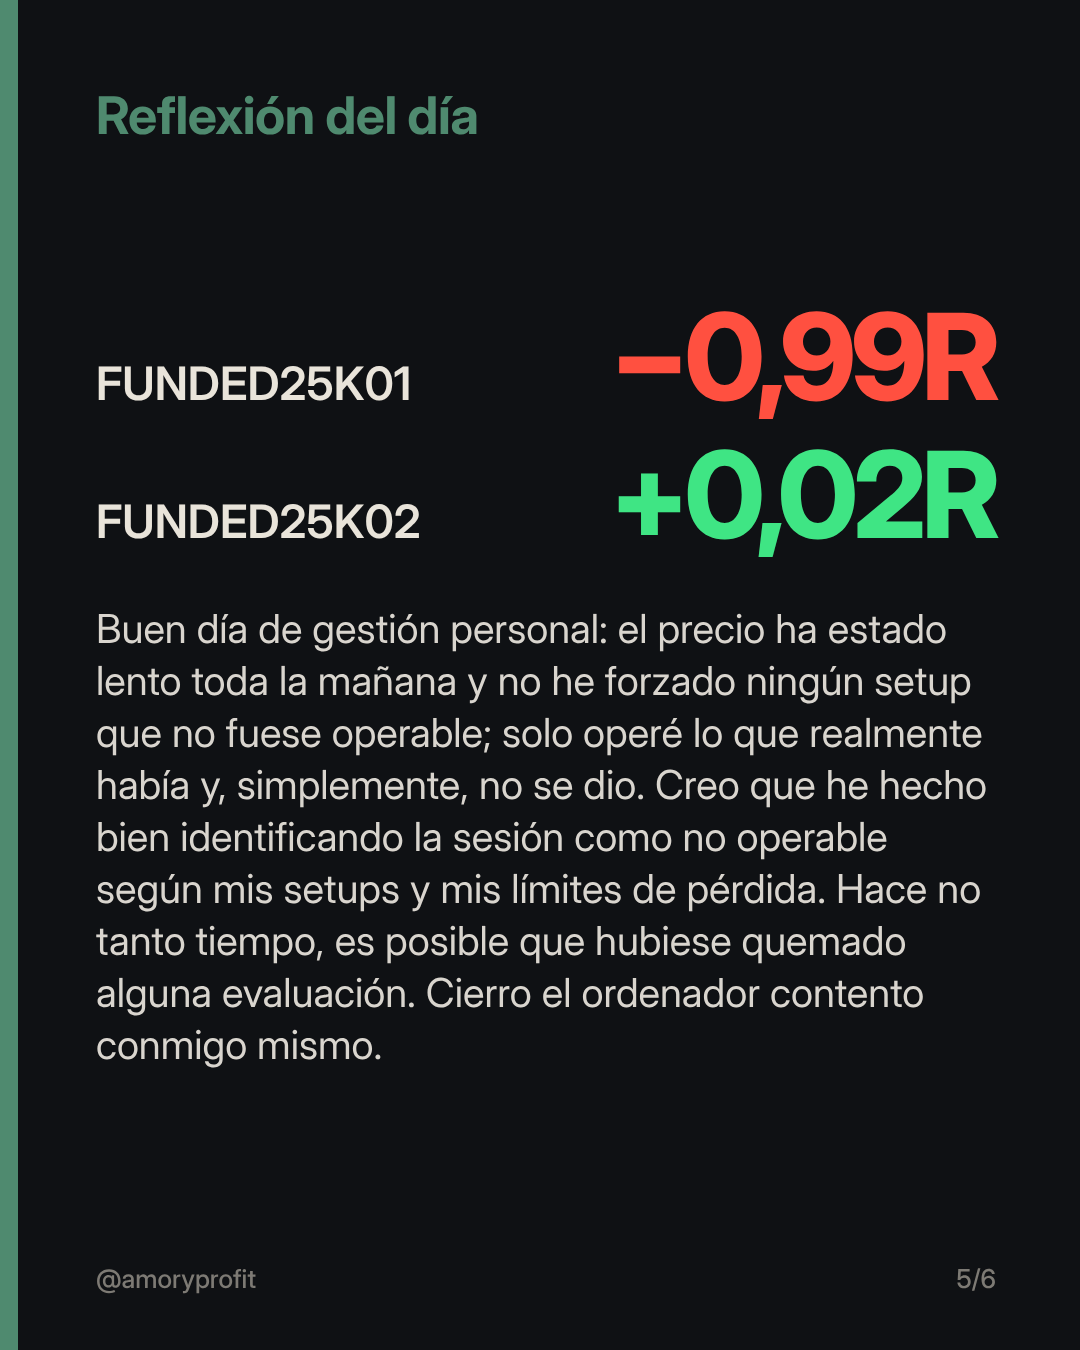 Reflexión del día
FUNDED25K01 −0,99R
FUNDED25K02 +0,02R
Buen día de gestión personal: el precio ha estado
lento toda la mañana y no he forzado ningún setup
que no fuese operable; solo operé lo que realmente
había y, simplemente, no se dio. Creo que he hecho
bien identificando la sesión como no operable
según mis setups y mis límites de pérdida. Hace no
tanto tiempo, es posible que hubiese quemado
alguna evaluación. Cierro el ordenador contento
conmigo mismo.
@amoryprofit 5/6